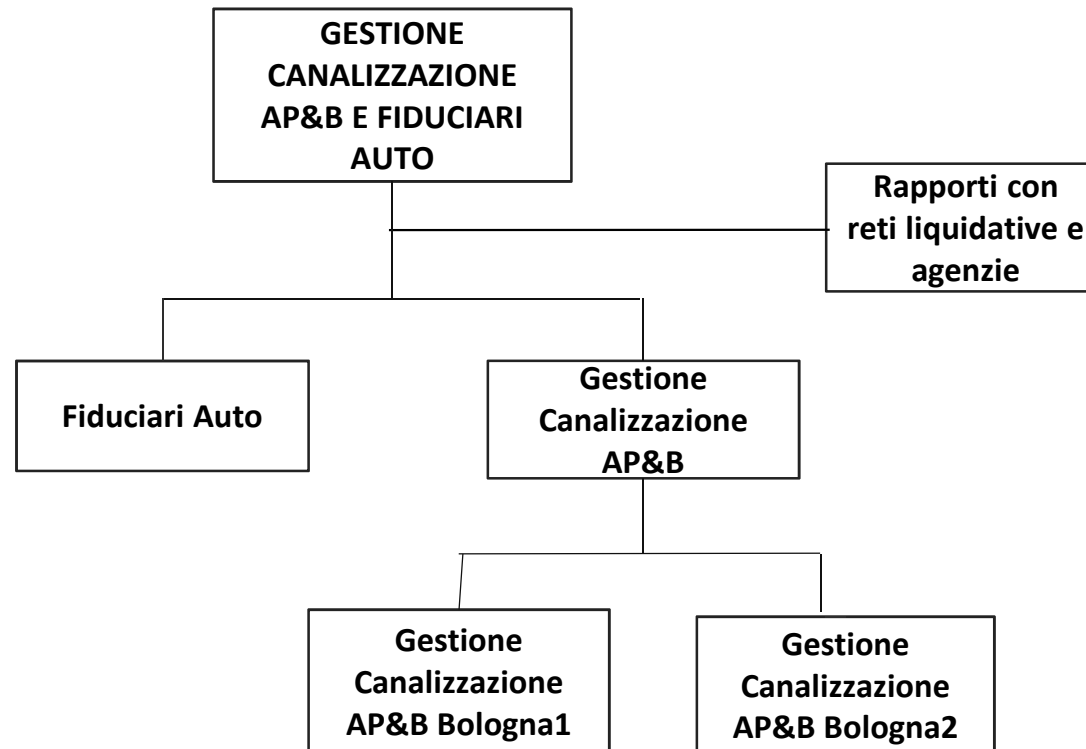 GESTIONE
CANALIZZAZIONE
AP&B E FIDUCIARI
AUTO
Rapporti con
reti liquidative e
agenzie
Fiduciari Auto
Gestione
Canalizzazione
AP&B
Gestione
Canalizzazione
AP&B Bologna1
Gestione
Canalizzazione
AP&B Bologna2